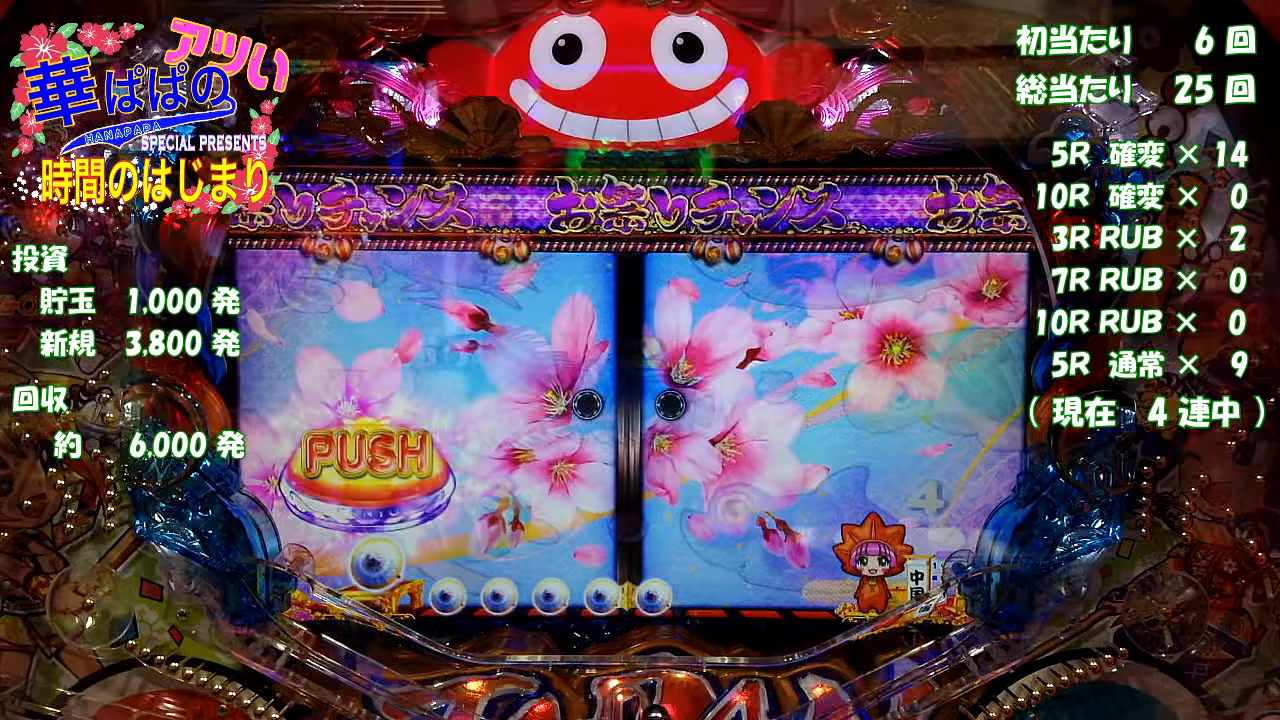 華ぱぱの
アツい
HANAPAPA
SPECIAL PRESENTS
時間のはじまり
投資
貯玉 1,000 発
新規 3,800 発
回収
約 6,000 発
お祭りチャンス
PUSH
4
中国
初当たり 6 回
総当たり 25 回
5R 確変 × 14
10R 確変 × 0
3R RUB × 2
7R RUB × 0
10R RUB × 0
5R 通常 × 9
( 現在 4 連中 )